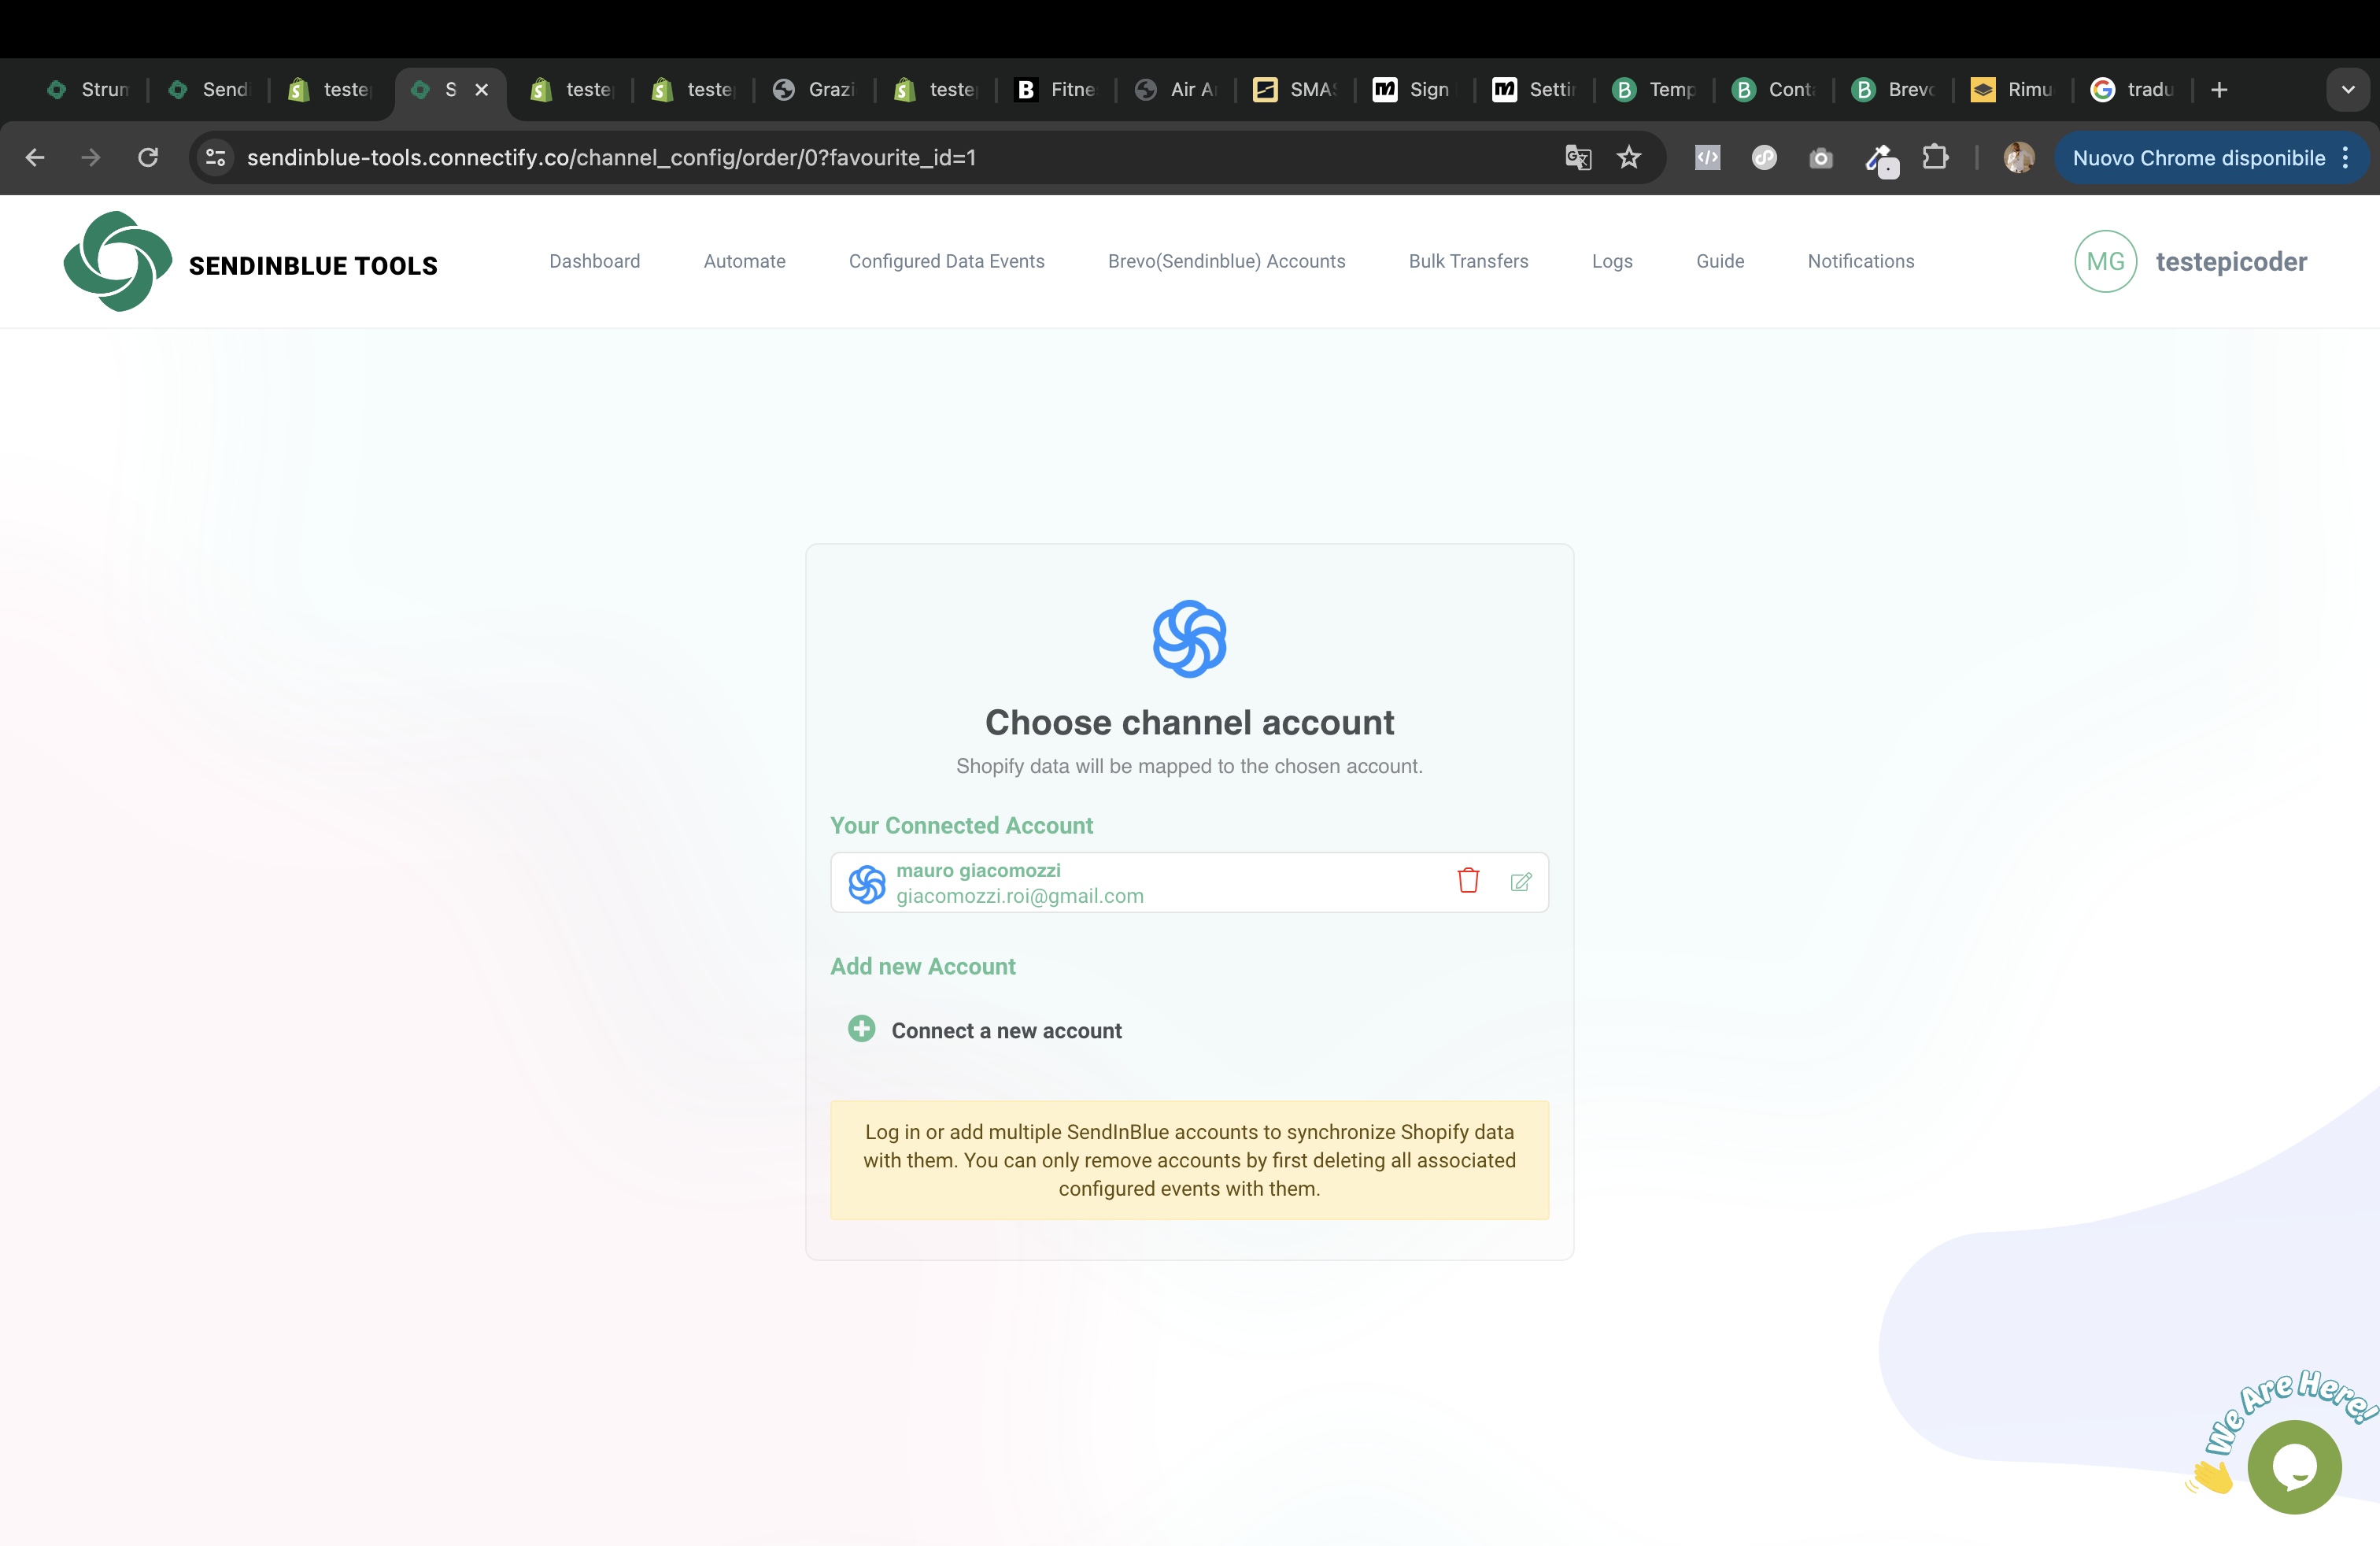 Strum
Send
teste
S
teste
teste
Grazi
teste
Fitne
Air A
SMAS
Sign
Settin
Temp
Conta
Brevo
Rimu
tradu
sendinblue-tools.connectify.co/channel_config/order/0?favourite_id=1
Nuovo Chrome disponibile
SENDINBLUE TOOLS
Dashboard
Automate
Configured Data Events
Brevo(Sendinblue) Accounts
Bulk Transfers
Logs
Guide
Notifications
MG
testepicoder
Choose channel account
Shopify data will be mapped to the chosen account.
Your Connected Account
mauro giacomozzi
giacomozzi.roi@gmail.com
Add new Account
Connect a new account
Log in or add multiple SendInBlue accounts to synchronize Shopify data
with them. You can only remove accounts by first deleting all associated
configured events with them.
We Are Here!